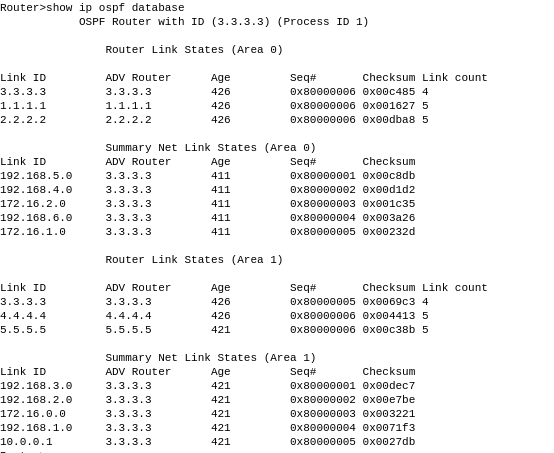 Router>show ip ospf database
OSPF Router with ID (3.3.3.3) (Process ID 1)
Router Link States (Area 0)
Link ID ADV Router Age Seq# Checksum Link count
3.3.3.3 3.3.3.3 426 0x80000006 0x00c485 4
1.1.1.1 1.1.1.1 426 0x80000006 0x001627 5
2.2.2.2 2.2.2.2 426 0x80000006 0x00dba8 5
Summary Net Link States (Area 0)
Link ID ADV Router Age Seq# Checksum
192.168.5.0 3.3.3.3 411 0x80000001 0x00c8db
192.168.4.0 3.3.3.3 411 0x80000002 0x00d1d2
172.16.2.0 3.3.3.3 411 0x80000003 0x001c35
192.168.6.0 3.3.3.3 411 0x80000004 0x003a26
172.16.1.0 3.3.3.3 411 0x80000005 0x00232d
Router Link States (Area 1)
Link ID ADV Router Age Seq# Checksum Link count
3.3.3.3 3.3.3.3 426 0x80000005 0x0069c3 4
4.4.4.4 4.4.4.4 426 0x80000006 0x004413 5
5.5.5.5 5.5.5.5 421 0x80000006 0x00c38b 5
Summary Net Link States (Area 1)
Link ID ADV Router Age Seq# Checksum
192.168.3.0 3.3.3.3 421 0x80000001 0x00dec7
192.168.2.0 3.3.3.3 421 0x80000002 0x00e7be
172.16.0.0 3.3.3.3 421 0x80000003 0x003221
192.168.1.0 3.3.3.3 421 0x80000004 0x0071f3
10.0.0.1 3.3.3.3 421 0x80000005 0x0027db